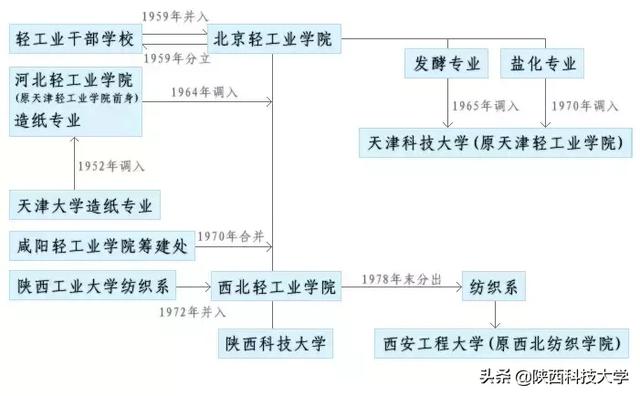 1959年并入
轻工业干部学校
北京轻工业学院
1959年分立
河北轻工业学院
(原天津轻工业学院前身)
造纸专业
1964年调入
发酵专业
盐化专业
1965年调入
1970年调入
天津科技大学(原天津轻工业学院)
1952年调入
天津大学造纸专业
咸阳轻工业学院筹建处
1970年合并
陕西工业大学纺织系
1972年并入
西北轻工业学院
1978年末分出
纺织系
陕西科技大学
西安工程大学(原西北纺织学院)
头条 @陕西科技大学